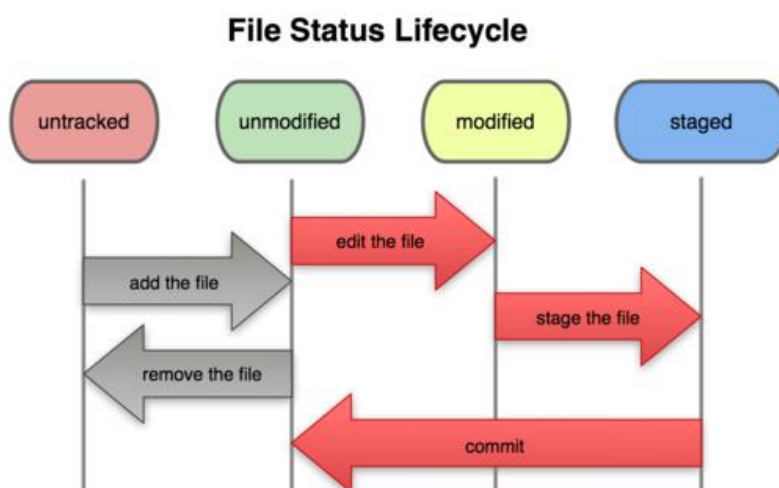 File Status Lifecycle
untracked
unmodified
modified
staged
edit the file
add the file
stage the file
remove the file
commit